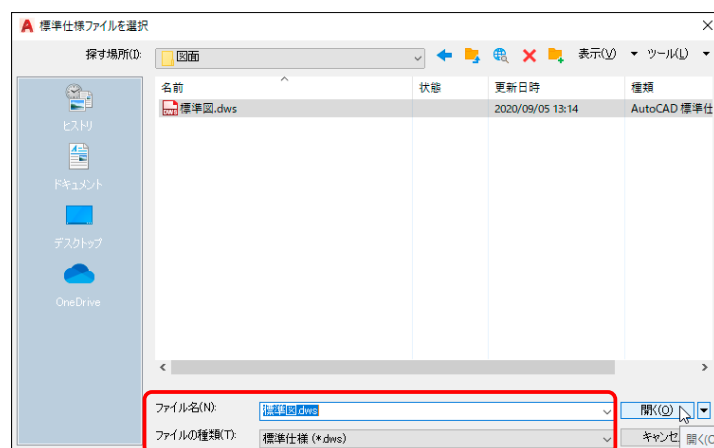 標準仕様ファイルを選択
探す場所(I):
図面
表示(V)
ツール(L)
名前
状態
更新日時
種類
標準図.dws
2020/09/05 13:14
AutoCAD 標準仕
ヒストリ
ドキュメント
デスクトップ
OneDrive
ファイル名(N):
標準図.dws
開く(O)
ファイルの種類(T):
標準仕様 (*.dws)
キャンセ
開く(O